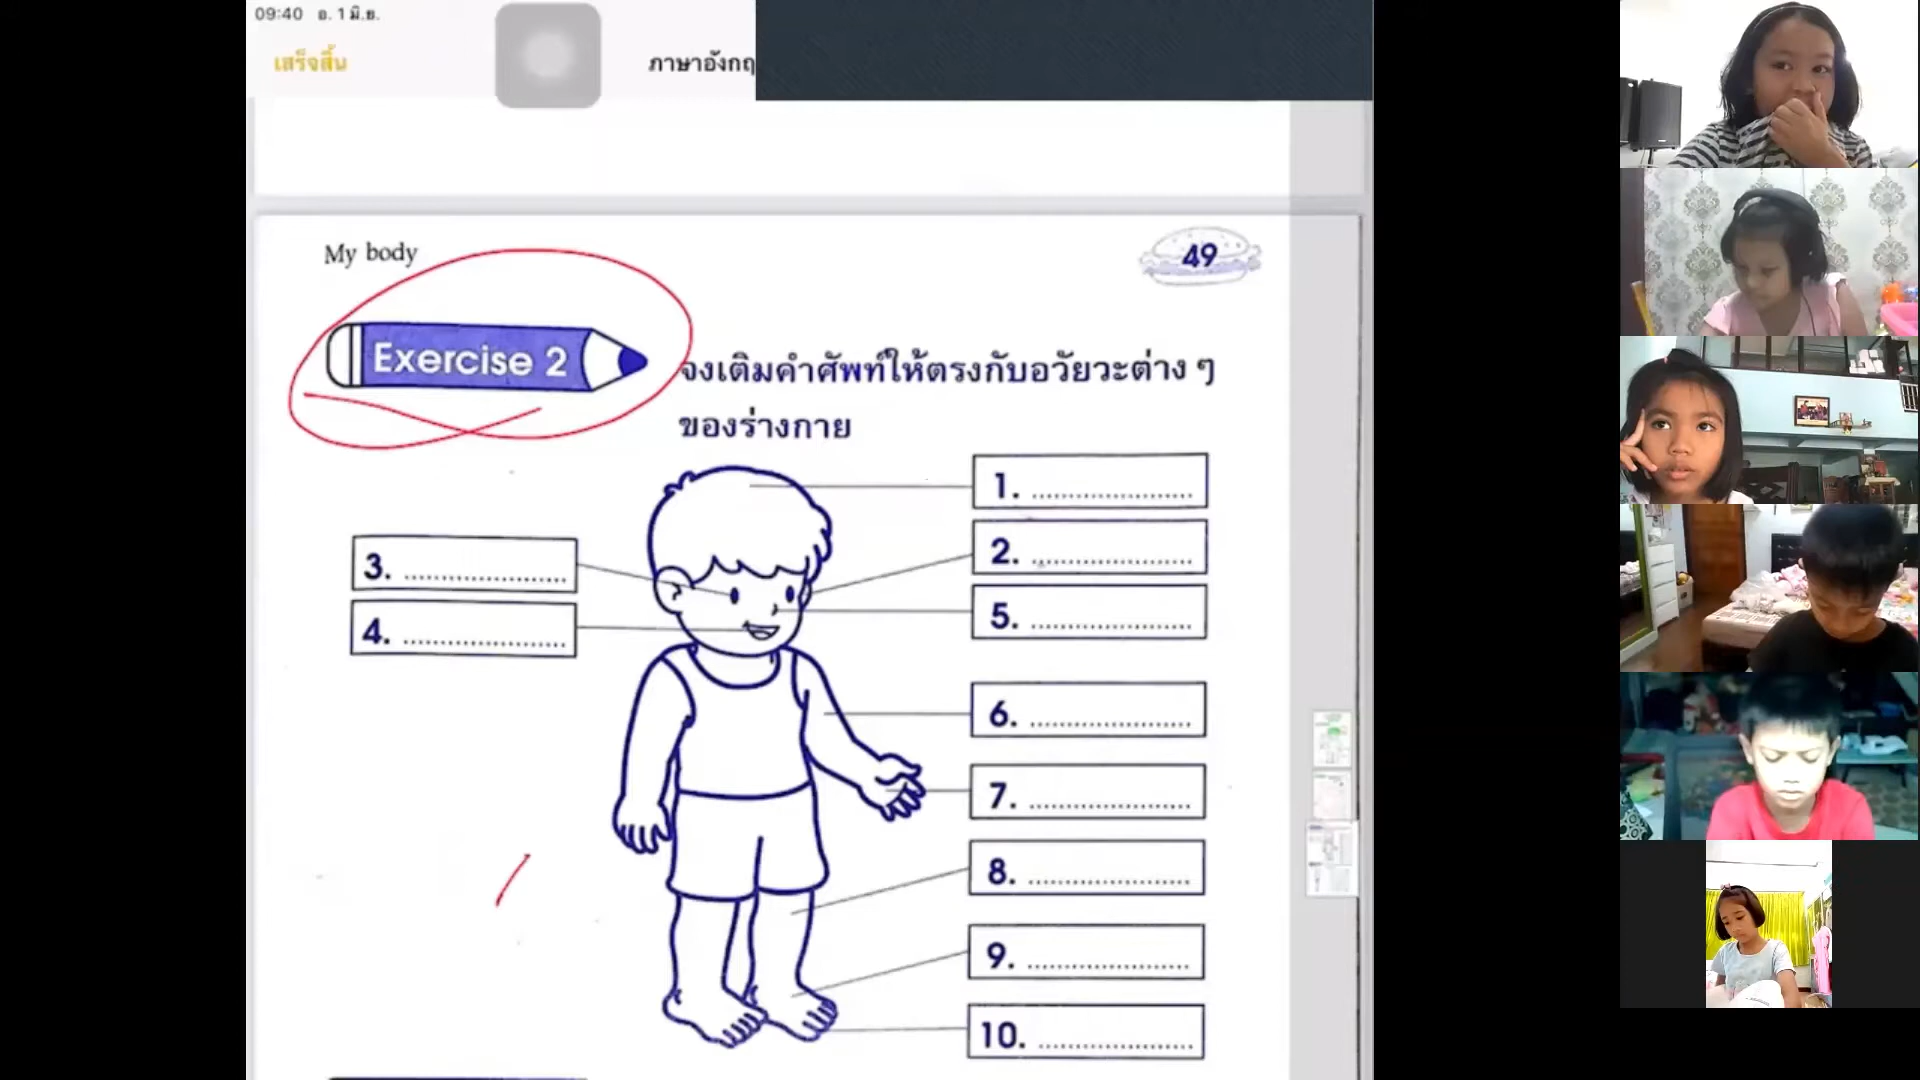 09:40 อ. 1 มิ.ย.
เสร็จสิ้น
ภาษาอังกฤ
My body
49
Exercise 2
จงเติมคำศัพท์ให้ตรงกับอวัยวะต่าง ๆ
ของร่างกาย
1. ........................
2. ........................
3. ........................
4. ........................
5. ........................
6. ........................
7. ........................
8. ........................
9. ........................
10. ......................